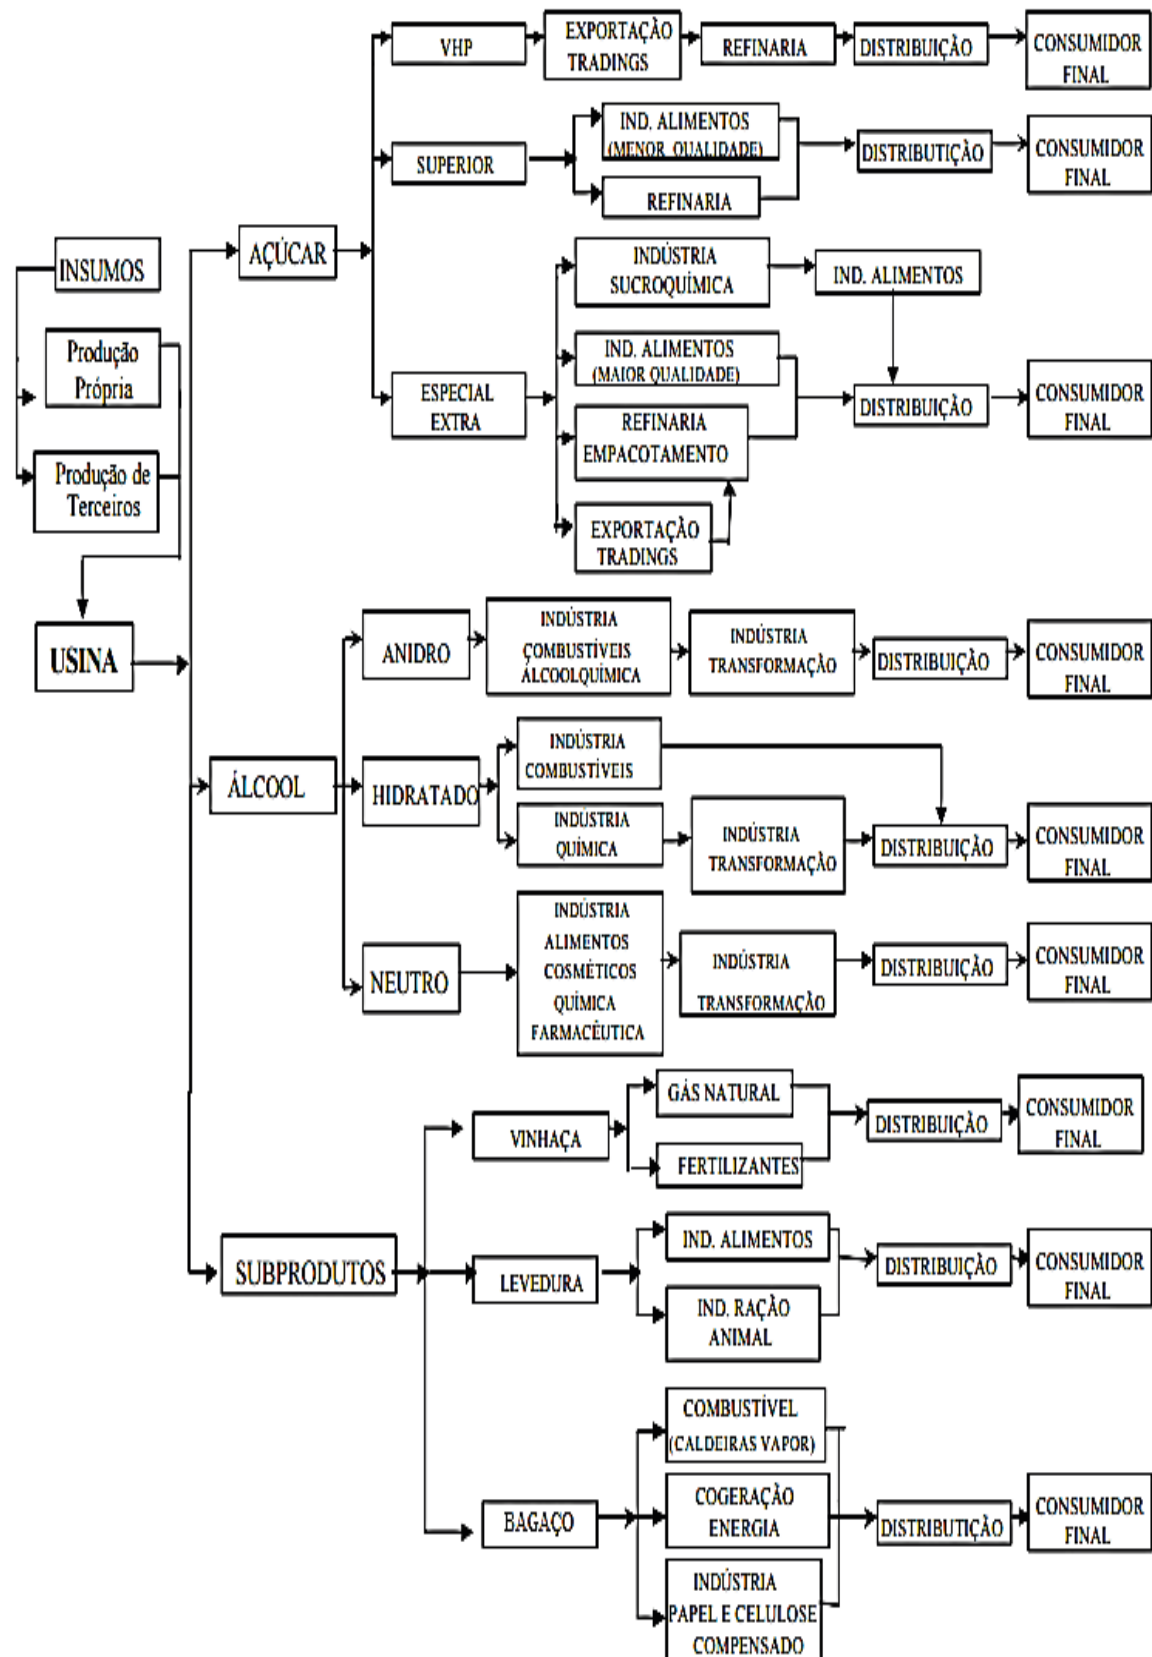 INSUMOS
Produção
Própria
Produção de
Terceiros
USINA
AÇÚCAR
VHP
EXPORTAÇÃO
TRADINGS
REFINARIA
DISTRIBUIÇÃO
CONSUMIDOR
FINAL
SUPERIOR
IND. ALIMENTOS
(MENOR QUALIDADE)
REFINARIA
DISTRIBUTIÇÃO
CONSUMIDOR
FINAL
ESPECIAL
EXTRA
INDÚSTRIA
SUCROQUÍMICA
IND. ALIMENTOS
IND. ALIMENTOS
(MAIOR QUALIDADE)
REFINARIA
EMPACOTAMENTO
EXPORTAÇÃO
TRADINGS
DISTRIBUIÇÃO
CONSUMIDOR
FINAL
ÁLCOOL
ANIDRO
INDÚSTRIA
COMBUSTÍVEIS
ÁLCOOLQUÍMICA
INDÚSTRIA
TRANSFORMAÇÃO
DISTRIBUIÇÃO
CONSUMIDOR
FINAL
HIDRATADO
INDÚSTRIA
COMBUSTÍVEIS
INDÚSTRIA
QUÍMICA
INDÚSTRIA
TRANSFORMAÇÃO
DISTRIBUIÇÃO
CONSUMIDOR
FINAL
NEUTRO
INDÚSTRIA
ALIMENTOS
COSMÉTICOS
QUÍMICA
FARMACÊUTICA
INDÚSTRIA
TRANSFORMAÇÃO
DISTRIBUIÇÃO
CONSUMIDOR
FINAL
SUBPRODUTOS
VINHAÇA
GÁS NATURAL
FERTILIZANTES
DISTRIBUIÇÃO
CONSUMIDOR
FINAL
LEVEDURA
IND. ALIMENTOS
IND. RAÇÃO
ANIMAL
DISTRIBUIÇÃO
CONSUMIDOR
FINAL
BAGAÇO
COMBUSTÍVEL
(CALDEIRAS VAPOR)
COGERAÇÃO
ENERGIA
INDÚSTRIA
PAPEL E CELULOSE
COMPENSADO
DISTRIBUTIÇÃO
CONSUMIDOR
FINAL